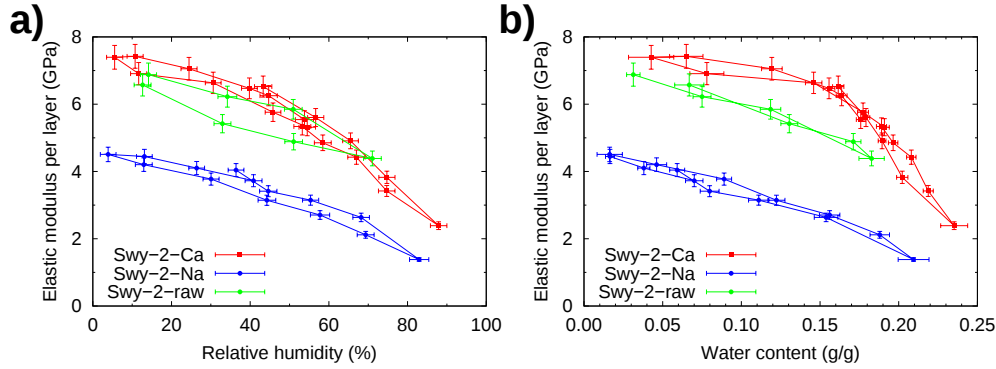 a)
Elastic modulus per layer (GPa)
8
6
4
2
0
Swy-2-Ca
Swy-2-Na
Swy-2-raw
0 20 40 60 80 100
Relative humidity (%)
b)
Elastic modulus per layer (GPa)
8
6
4
2
0
Swy-2-Ca
Swy-2-Na
Swy-2-raw
0.00 0.05 0.10 0.15 0.20 0.25
Water content (g/g)